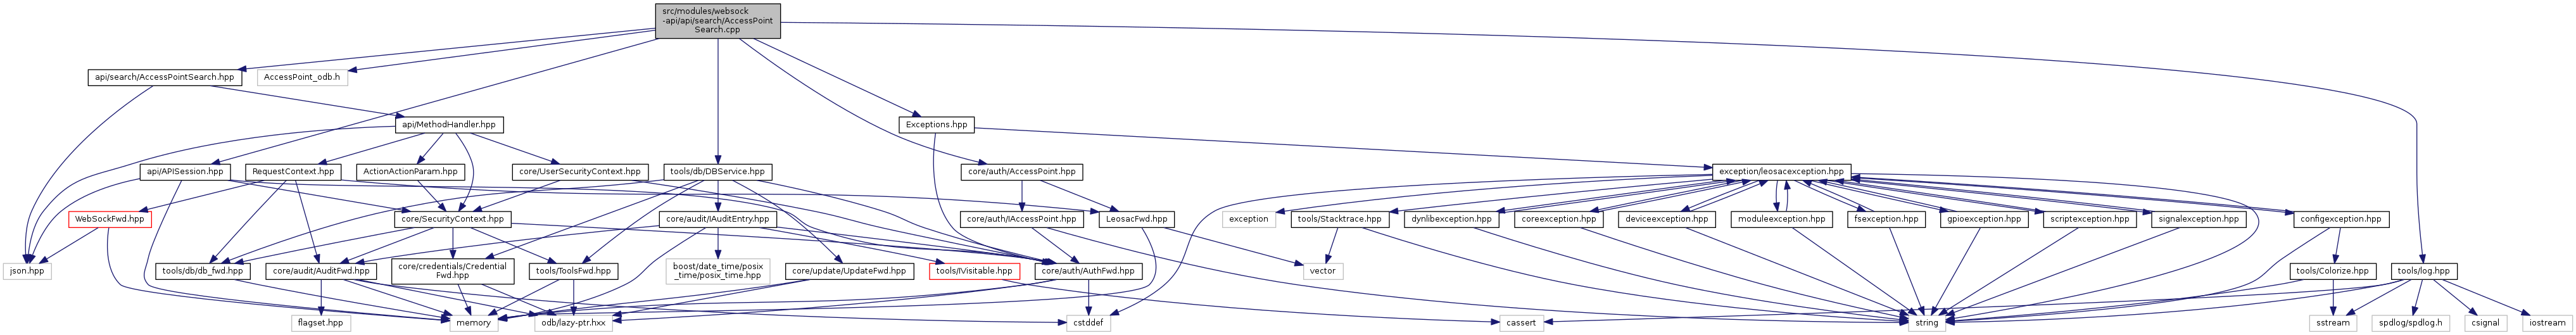 src/modules/websock
-api/api/search/AccessPoint
Search.cpp
api/search/AccessPointSearch.hpp
AccessPoint_odb.h
api/MethodHandler.hpp
Exceptions.hpp
api/APISession.hpp
RequestContext.hpp
ActionActionParam.hpp
core/UserSecurityContext.hpp
tools/db/DBService.hpp
core/auth/AccessPoint.hpp
exception/leosacexception.hpp
WebSockFwd.hpp
core/SecurityContext.hpp
core/audit/IAuditEntry.hpp
core/auth/IAccessPoint.hpp
LeosacFwd.hpp
exception
tools/Stacktrace.hpp
dynlibexception.hpp
coreexception.hpp
deviceexception.hpp
moduleexception.hpp
fsexception.hpp
gpioexception.hpp
scriptexception.hpp
signalexception.hpp
configexception.hpp
json.hpp
tools/db/db_fwd.hpp
core/audit/AuditFwd.hpp
core/credentials/Credential
Fwd.hpp
tools/ToolsFwd.hpp
boost/date_time/posix
_time/posix_time.hpp
core/update/UpdateFwd.hpp
tools/IVisitable.hpp
core/auth/AuthFwd.hpp
vector
tools/Colorize.hpp
tools/log.hpp
flagset.hpp
memory
odb/lazy-ptr.hxx
cstddef
cassert
string
sstream
spdlog/spdlog.h
csignal
iostream